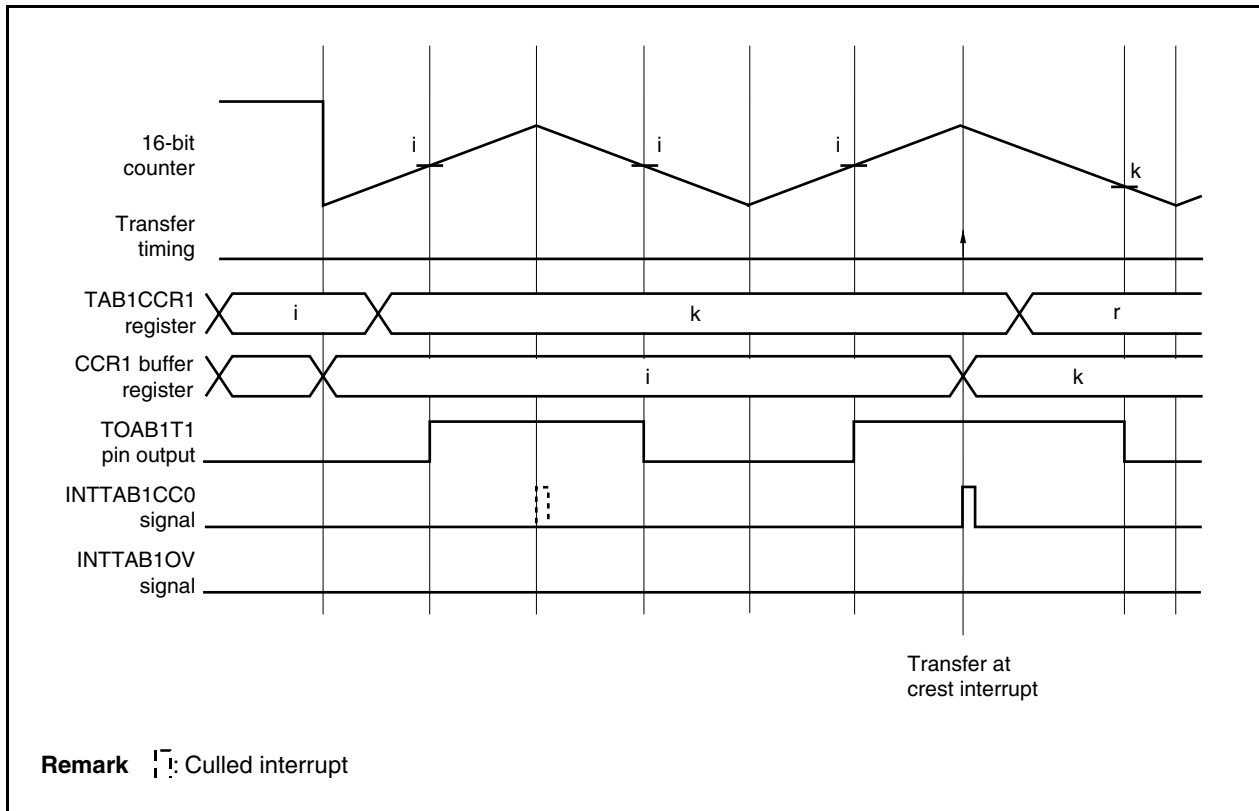 16-bit
counter
i
i
i
k
Transfer
timing
TAB1CCR1
register
i
k
r
CCR1 buffer
register
i
k
TOAB1T1
pin output
INTTAB1CC0
signal
INTTAB1OV
signal
Transfer at
crest interrupt
Remark : Culled interrupt